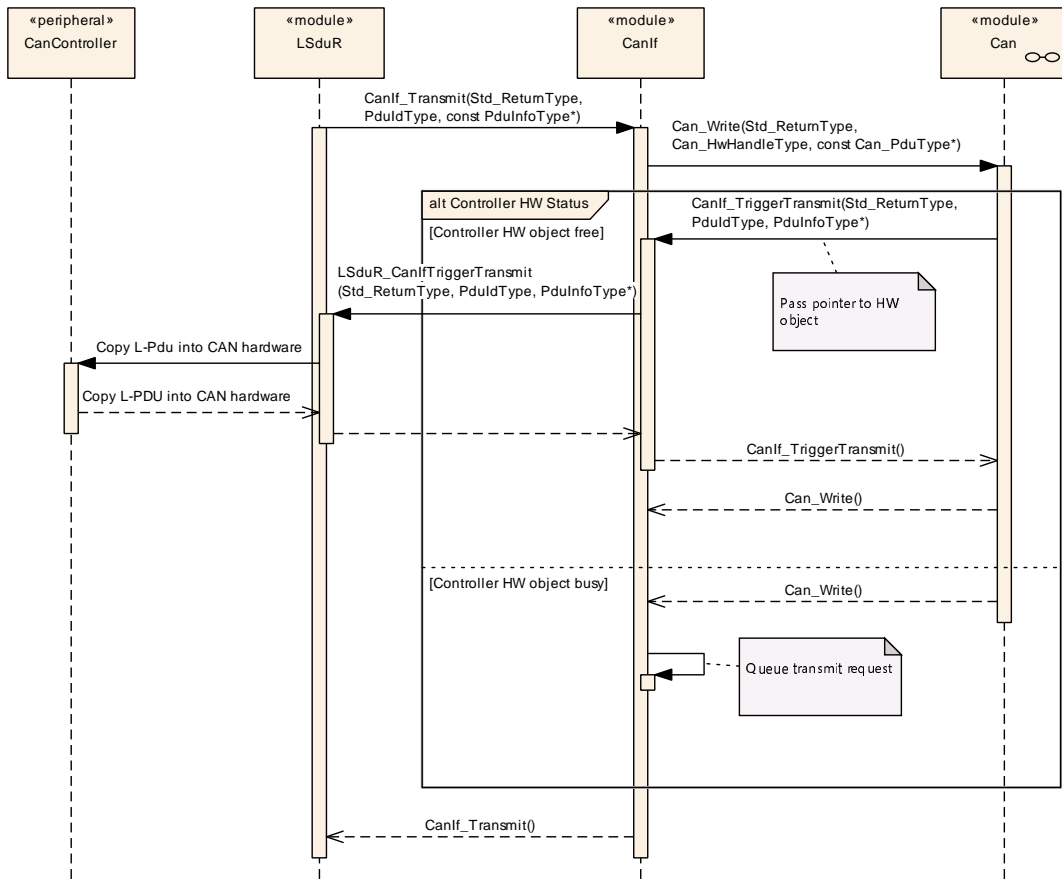 «peripheral»
CanController
«module»
LSduR
«module»
CanIf
«module»
Can
CanIf_Transmit(Std_ReturnType,
PduIdType, const PduInfoType*)
Can_Write(Std_ReturnType,
Can_HwHandleType, const Can_PduType*)
alt Controller HW Status
CanIf_TriggerTransmit(Std_ReturnType,
PduIdType, PduInfoType*)
[Controller HW object free]
LSduR_CanIfTriggerTransmit
(Std_ReturnType, PduIdType, PduInfoType*)
Pass pointer to HW
object
Copy L-Pdu into CAN hardware
Copy L-PDU into CAN hardware
CanIf_TriggerTransmit()
Can_Write()
[Controller HW object busy]
Can_Write()
Queue transmit request
CanIf_Transmit()